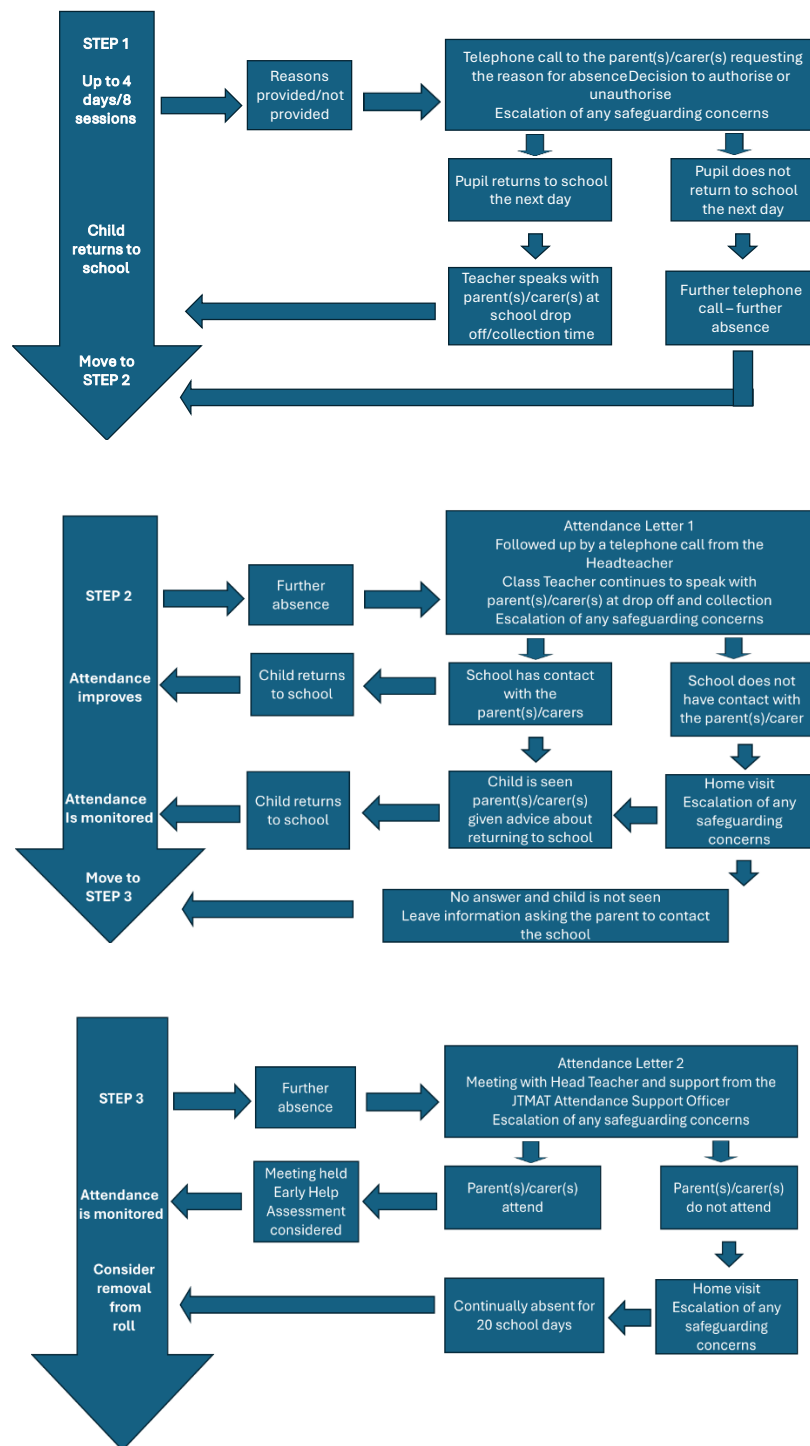 STEP 1
Up to 4
days/8
sessions
Reasons
provided/not
provided
Telephone call to the parent(s)/carer(s) requesting
the reason for absenceDecision to authorise or
unauthorise
Escalation of any safeguarding concerns
Pupil returns to school
the next day
Pupil does not
return to school
the next day
Child
returns to
school
Teacher speaks with
parent(s)/carer(s) at
school drop
off/collection time
Further telephone
call – further
absence
Move to
STEP 2
STEP 2
Further
absence
Attendance Letter 1
Followed up by a telephone call from the
Headteacher
Class Teacher continues to speak with
parent(s)/carer(s) at drop off and collection
Escalation of any safeguarding concerns
Attendance
improves
Child returns
to school
School has contact
with the
parent(s)/carers
School does not
have contact with
the parent(s)/carer
Attendance
Is monitored
Child returns
to school
Child is seen
parent(s)/carer(s)
given advice about
returning to school
Home visit
Escalation of any
safeguarding
concerns
Move to
STEP 3
No answer and child is not seen
Leave information asking the parent to contact
the school
STEP 3
Further
absence
Attendance Letter 2
Meeting with Head Teacher and support from the
JTMAT Attendance Support Officer
Escalation of any safeguarding concerns
Attendance
is monitored
Meeting held
Early Help
Assessment
considered
Parent(s)/carer(s)
attend
Parent(s)/carer(s)
do not attend
Consider
removal
from
roll
Continually absent for
20 school days
Home visit
Escalation of any
safeguarding
concerns